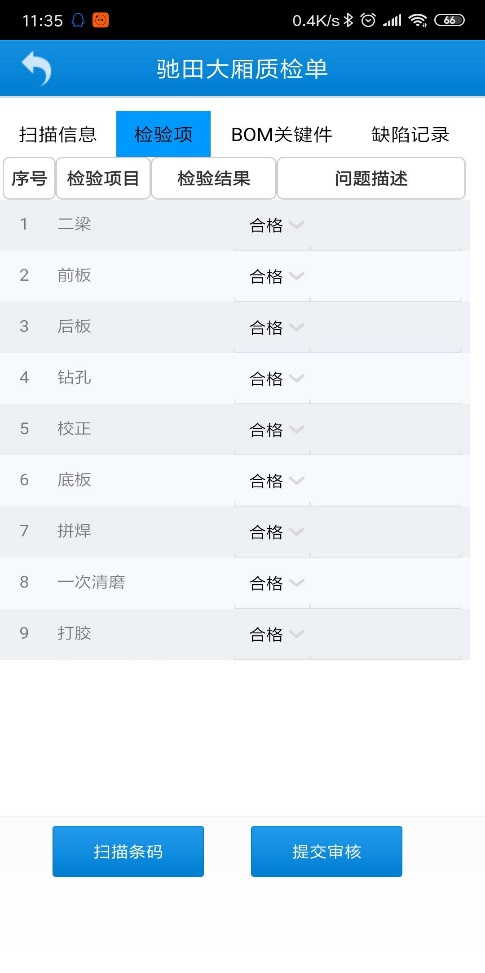 11:35 0.4K/s 66
驰田大厢质检单
扫描信息 检验项 BOM关键件 缺陷记录
序号 检验项目 检验结果 问题描述
1 二梁 合格
2 前板 合格
3 后板 合格
4 钻孔 合格
5 校正 合格
6 底板 合格
7 拼焊 合格
8 一次清磨 合格
9 打胶 合格
扫描条码 提交审核